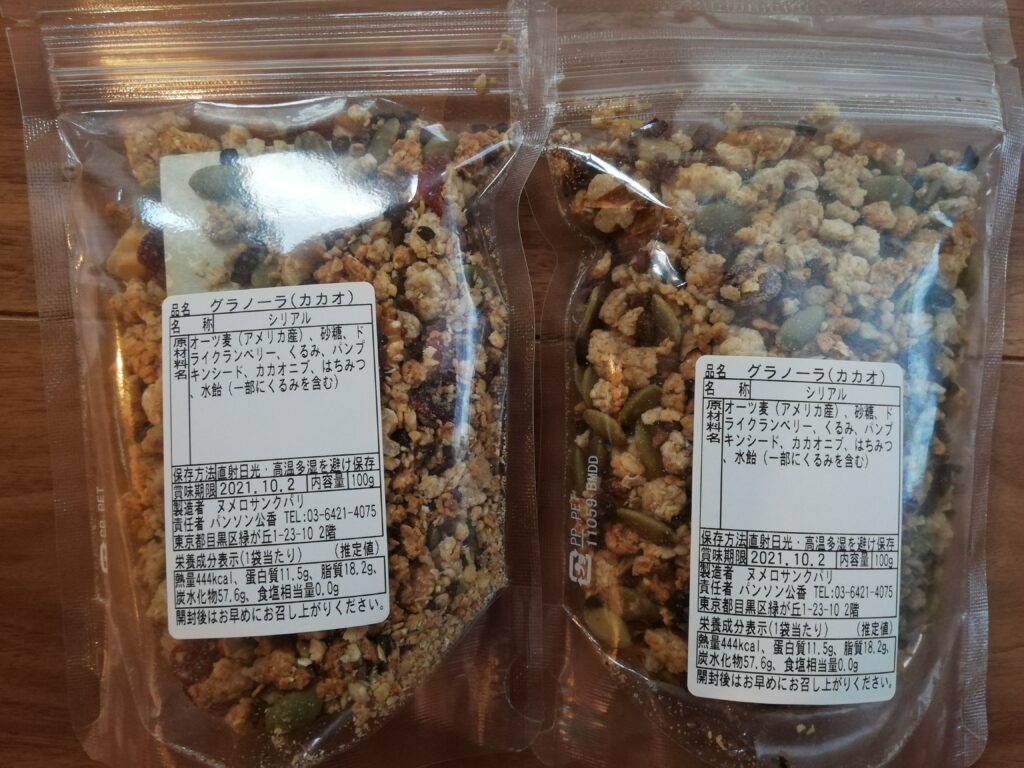 品名 グラノーラ(カカオ)
名 称 シリアル
原材料名 オーツ麦(アメリカ産)、砂糖、ド
ライクランベリー、くるみ、パンプ
キンシード、カカオニブ、はちみつ
、水飴(一部にくるみを含む)
保存方法 直射日光・高温多湿を避け保存
賞味期限 2021.10.2 内容量 100g
製造者 ヌメロサンクパリ
責任者 バンソン公香 TEL:03-6421-4075
東京都目黒区緑が丘1-23-10 2階
栄養成分表示(1袋当たり) (推定値)
熱量444kcal、蛋白質11.5g、脂質18.2g、
炭水化物57.6g、食塩相当量0.0g
開封後はお早めにお召し上がりください。
PP, PET
品名 グラノーラ(カカオ)
名 称 シリアル
原材料名 オーツ麦(アメリカ産)、砂糖、ド
ライクランベリー、くるみ、パンプ
キンシード、カカオニブ、はちみつ
、水飴(一部にくるみを含む)
保存方法 直射日光・高温多湿を避け保存
賞味期限 2021.10.2 内容量 100g
製造者 ヌメロサンクパリ
責任者 バンソン公香 TEL:03-6421-4075
東京都目黒区緑が丘1-23-10 2階
栄養成分表示(1袋当たり) (推定値)
熱量444kcal、蛋白質11.5g、脂質18.2g、
炭水化物57.6g、食塩相当量0.0g
開封後はお早めにお召し上がりください。
プラ PP, PET
11059 BMDD